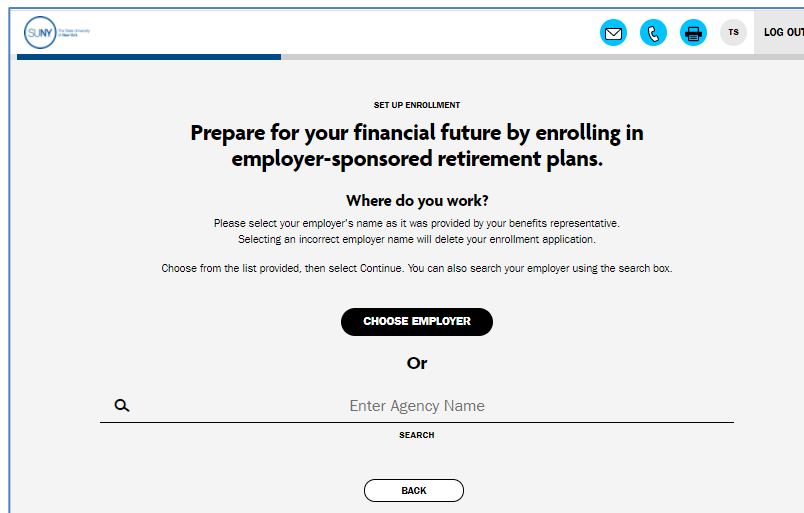 SUNY The State University
of New York
TS
LOG OUT
SET UP ENROLLMENT
Prepare for your financial future by enrolling in
employer-sponsored retirement plans.
Where do you work?
Please select your employer's name as it was provided by your benefits representative.
Selecting an incorrect employer name will delete your enrollment application.
Choose from the list provided, then select Continue. You can also search your employer using the search box.
CHOOSE EMPLOYER
Or
Enter Agency Name
SEARCH
BACK